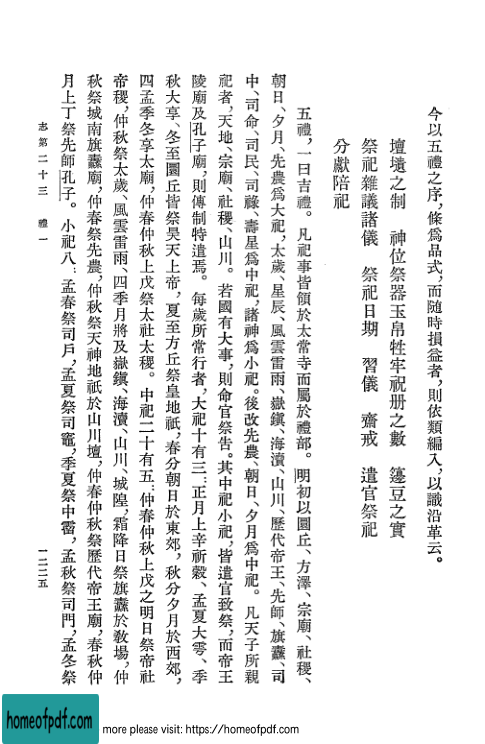 今以五禮之序，條爲品式，而隨時損益者，則依類編入，以識沿革云。
壇壝之制　神位祭器玉帛牲牢祝册之數　籩豆之實
祭祀雜議諸儀　祭祀日期　習儀　齋戒　遣官祭祀
分獻陪祀
五禮，一曰吉禮。凡祀事皆領於太常寺而屬於禮部。明初以圜丘、方澤、宗廟、社稷、
朝日、夕月、先農爲大祀，太歲、星辰、風雲雷雨、嶽鎮、海瀆、山川、歷代帝王、先師、旗纛、司
中、司命、司民、司祿、壽星爲中祀，諸神爲小祀。後改先農、朝日、夕月爲中祀。凡天子所親
祀者，天地、宗廟、社稷、山川。若國有大事，則命官祭告。其中祀小祀，皆遣官致祭，而帝王
陵廟及孔子廟，則傳制特遣焉。　每歲所常行者，大祀十有三：正月上辛祈穀、孟夏大雩、季
秋大享、冬至圜丘皆祭昊天上帝，夏至方丘祭皇地祇，春分朝日於東郊，秋分夕月於西郊，
四孟季冬享太廟，仲春仲秋上戊祭太社太稷。中祀二十有五：仲春仲秋上戊之明日祭帝社
帝稷，仲秋祭太歲、風雲雷雨、四季月將及嶽鎮、海瀆、山川、城隍，霜降日祭旗纛於教場，仲
秋祭城南旗纛廟，仲春祭先農，仲秋祭天神地祇於山川壇，仲春仲秋祭歷代帝王廟，春秋仲
月上丁祭先師孔子。小祀八：孟春祭司戶，孟夏祭司竈，季夏祭中霤，孟秋祭司門，孟冬祭
志第二十三　禮一
一二二五
homeofpdf.com
more please visit: https://homeofpdf.com